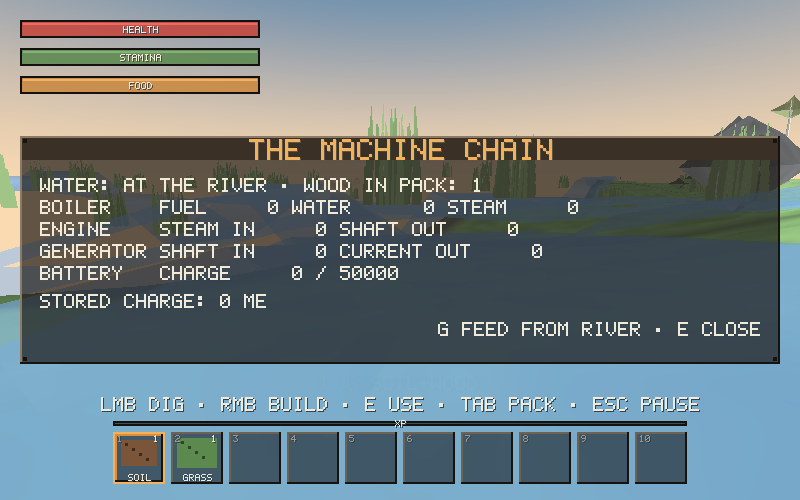 HEALTH
STAMINA
FOOD
THE MACHINE CHAIN
WATER: AT THE RIVER · WOOD IN PACK: 1
BOILER FUEL 0 WATER 0 STEAM 0
ENGINE STEAM IN 0 SHAFT OUT 0
GENERATOR SHAFT IN 0 CURRENT OUT 0
BATTERY CHARGE 0 / 50000
STORED CHARGE: 0 ME
G FEED FROM RIVER · E CLOSE
LMB DIG · RMB BUILD · E USE · TAB PACK · ESC PAUSE
XP
1 1 2 1 3 4 5 6 7 8 9 10
SOIL GRASS